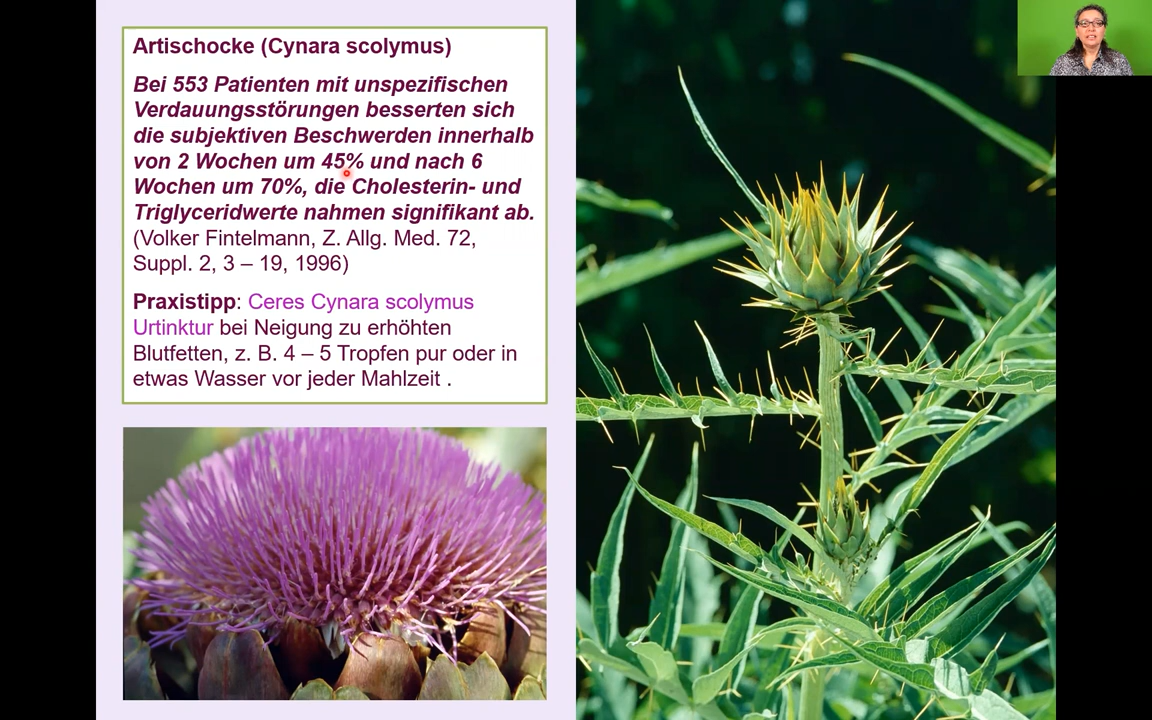 Artischocke (Cynara scolymus)
Bei 553 Patienten mit unspezifischen
Verdauungsstörungen besserten sich
die subjektiven Beschwerden innerhalb
von 2 Wochen um 45% und nach 6
Wochen um 70%, die Cholesterin- und
Triglyceridwerte nahmen signifikant ab.
(Volker Fintelmann, Z. Allg. Med. 72,
Suppl. 2, 3 – 19, 1996)
Praxistipp: Ceres Cynara scolymus
Urtinktur bei Neigung zu erhöhten
Blutfetten, z. B. 4 – 5 Tropfen pur oder in
etwas Wasser vor jeder Mahlzeit .